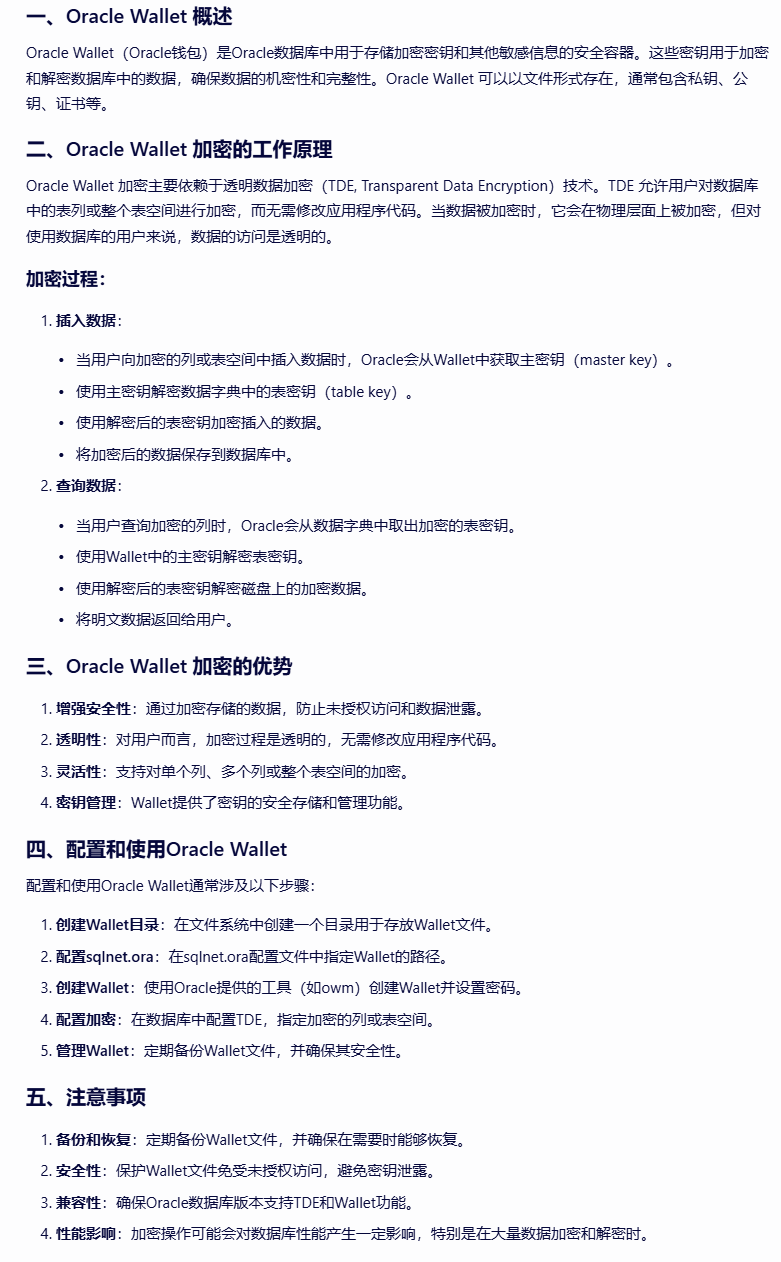 一、Oracle Wallet 概述
Oracle Wallet（Oracle钱包）是Oracle数据库中用于存储加密密钥和其他敏感信息的安全容器。这些密钥用于加密
和解密数据库中的数据，确保数据的机密性和完整性。Oracle Wallet 可以以文件形式存在，通常包含私钥、公
钥、证书等。
二、Oracle Wallet 加密的工作原理
Oracle Wallet 加密主要依赖于透明数据加密（TDE, Transparent Data Encryption）技术。TDE 允许用户对数据库
中的表列或整个表空间进行加密，而无需修改应用程序代码。当数据被加密时，它会在物理层面上被加密，但对
使用数据库的用户来说，数据的访问是透明的。
加密过程：
1. 插入数据：
• 当用户向加密的列或表空间中插入数据时，Oracle会从Wallet中获取主密钥（master key）。
• 使用主密钥解密数据字典中的表密钥（table key）。
• 使用解密后的表密钥加密插入的数据。
• 将加密后的数据保存到数据库中。
2. 查询数据：
• 当用户查询加密的列时，Oracle会从数据字典中取出加密的表密钥。
• 使用Wallet中的主密钥解密表密钥。
• 使用解密后的表密钥解密磁盘上的加密数据。
• 将明文数据返回给用户。
三、Oracle Wallet 加密的优势
1. 增强安全性：通过加密存储的数据，防止未授权访问和数据泄露。
2. 透明性：对用户而言，加密过程是透明的，无需修改应用程序代码。
3. 灵活性：支持对单个列、多个列或整个表空间的加密。
4. 密钥管理：Wallet提供了密钥的安全存储和管理功能。
四、配置和使用Oracle Wallet
配置和使用Oracle Wallet通常涉及以下步骤：
1. 创建Wallet目录：在文件系统中创建一个目录用于存放Wallet文件。
2. 配置sqlnet.ora：在sqlnet.ora配置文件中指定Wallet的路径。
3. 创建Wallet：使用Oracle提供的工具（如owm）创建Wallet并设置密码。
4. 配置加密：在数据库中配置TDE，指定加密的列或表空间。
5. 管理Wallet：定期备份Wallet文件，并确保其安全性。
五、注意事项
1. 备份和恢复：定期备份Wallet文件，并确保在需要时能够恢复。
2. 安全性：保护Wallet文件免受未授权访问，避免密钥泄露。
3. 兼容性：确保Oracle数据库版本支持TDE和Wallet功能。
4. 性能影响：加密操作可能会对数据库性能产生一定影响，特别是在大量数据加密和解密时。